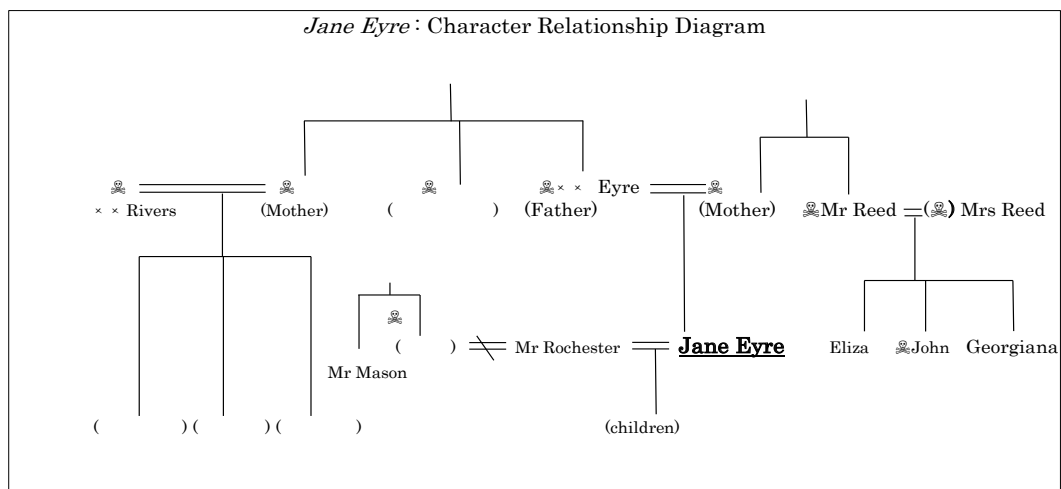 Jane Eyre : Character Relationship Diagram
☠ ☠ ☠ ☠× × Eyre ☠
× × Rivers (Mother) ( ) (Father) (Mother) ☠Mr Reed (☠) Mrs Reed
☠
( ) Mr Rochester Jane Eyre Eliza ☠John Georgiana
Mr Mason
( ) ( ) ( ) (children)